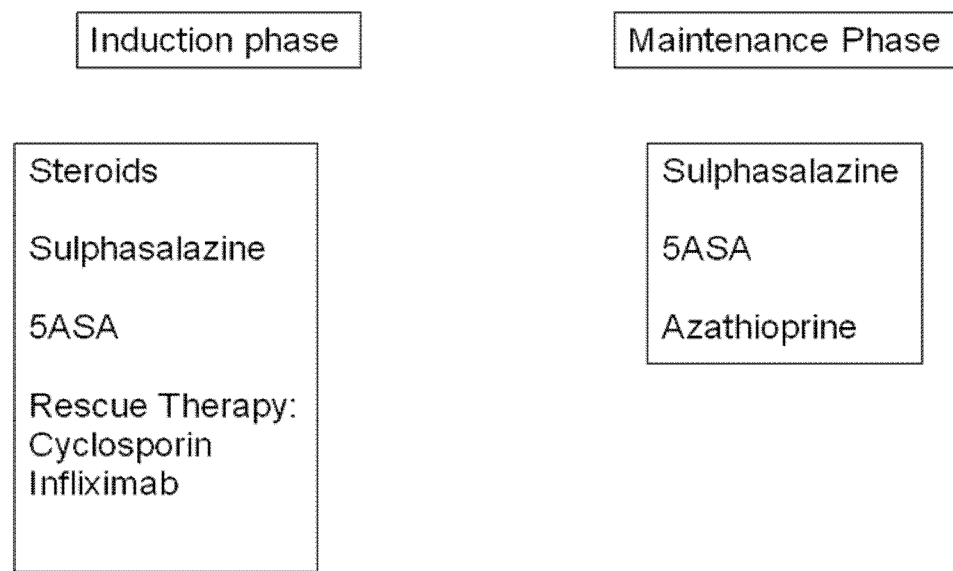 Induction phase
Maintenance Phase
Steroids
Sulphasalazine
5ASA
Rescue Therapy:
Cyclosporin
Infliximab
Sulphasalazine
5ASA
Azathioprine